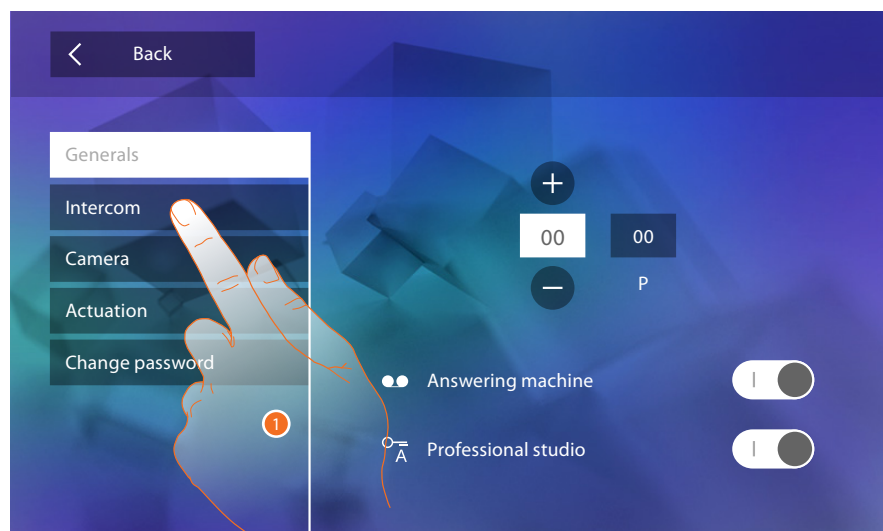 Back
Generals
Intercom
Camera
Actuation
Change password
1
+
00 00
−
P
Answering machine
I
A
Professional studio
I